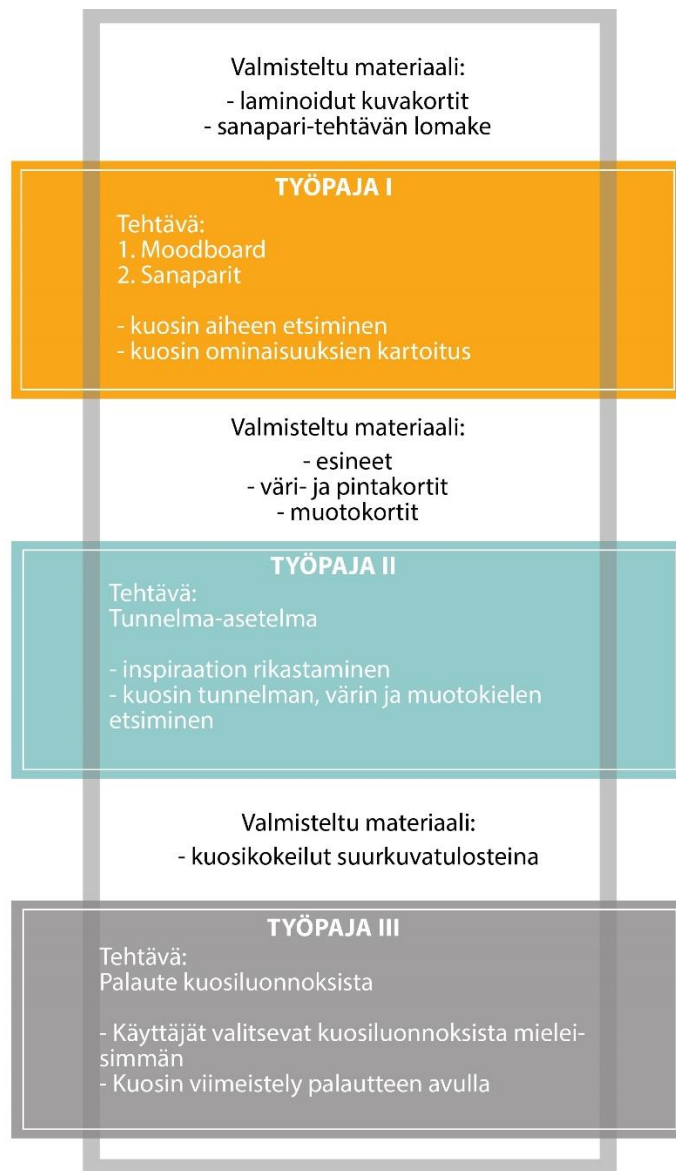 Valmisteltu materiaali:
- laminoidut kuvakortit
- sanapari-tehtävän lomake
TYÖPAJA I
Tehtävä:
1. Moodboard
2. Sanaparit
- kuosin aiheen etsiminen
- kuosin ominaisuuksien kartoitus
Valmisteltu materiaali:
- esineet
- väri- ja pintakortit
- muotokortit
TYÖPAJA II
Tehtävä:
Tunnelma-asetelma
- inspiraation rikastaminen
- kuosin tunnelman, värin ja muotokielen
etsiminen
Valmisteltu materiaali:
- kuosikokeilut suurkuvatulosteina
TYÖPAJA III
Tehtävä:
Palaute kuosiluonnoksista
- Käyttäjät valitsevat kuosiluonnoksista mielei-
simmän
- Kuosin viimeistely palautteen avulla